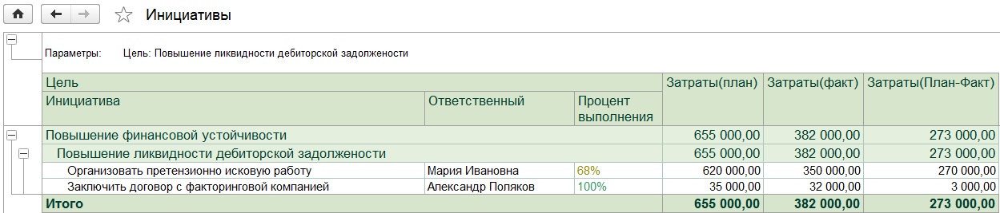 Инициативы
Параметры: Цель: Повышение ликвидности дебиторской задолжености
Цель Затраты(план) Затраты(факт) Затраты(План-Факт)
Инициатива Ответственный Процент выполнения
Повышение финансовой устойчивости 655 000,00 382 000,00 273 000,00
Повышение ликвидности дебиторской задолжености 655 000,00 382 000,00 273 000,00
Организовать претензионно исковую работу Мария Ивановна 68% 620 000,00 350 000,00 270 000,00
Заключить договор с факторинговой компанией Александр Поляков 100% 35 000,00 32 000,00 3 000,00
Итого 655 000,00 382 000,00 273 000,00